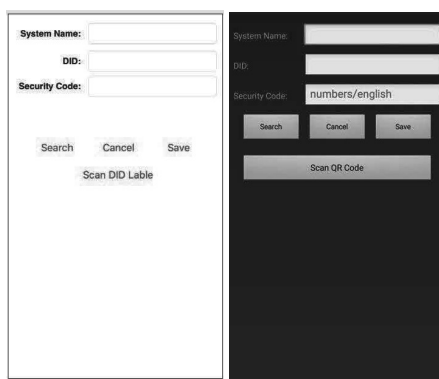 System Name:
DID:
Security Code:
Search Cancel Save
Scan DID Lable
System Name:
DID:
Security Code: numbers/english
Search Cancel Save
Scan QR Code